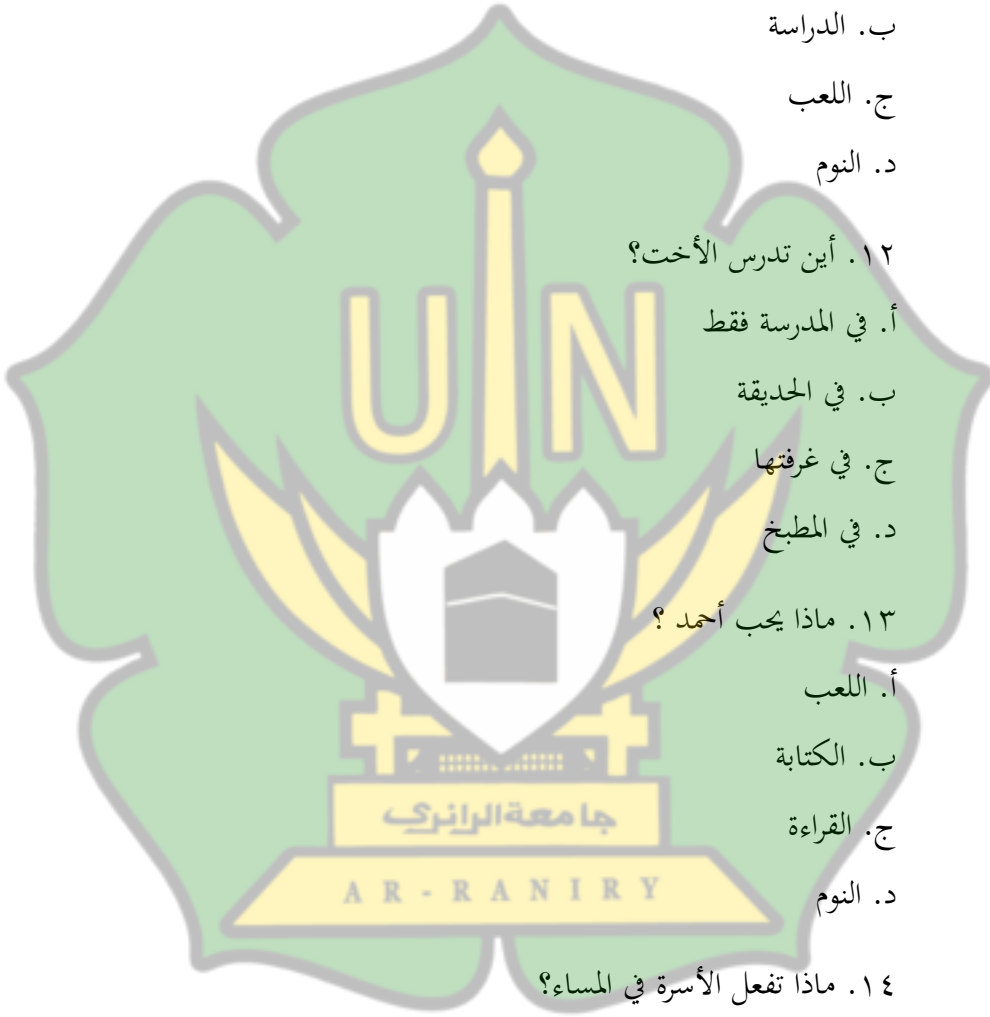 ب. الدراسة
ج. اللعب
د. النوم
١٢. أين تدرس الأخت؟
أ. في المدرسة فقط
ب. في الحديقة
ج. في غرفتها
د. في المطبخ
١٣. ماذا يحب أحمد ؟
أ. اللعب
ب. الكتابة
ج. القراءة
د. النوم
١٤. ماذا تفعل الأسرة في المساء؟
UIN
جامعة الرانري
AR-RANIRY